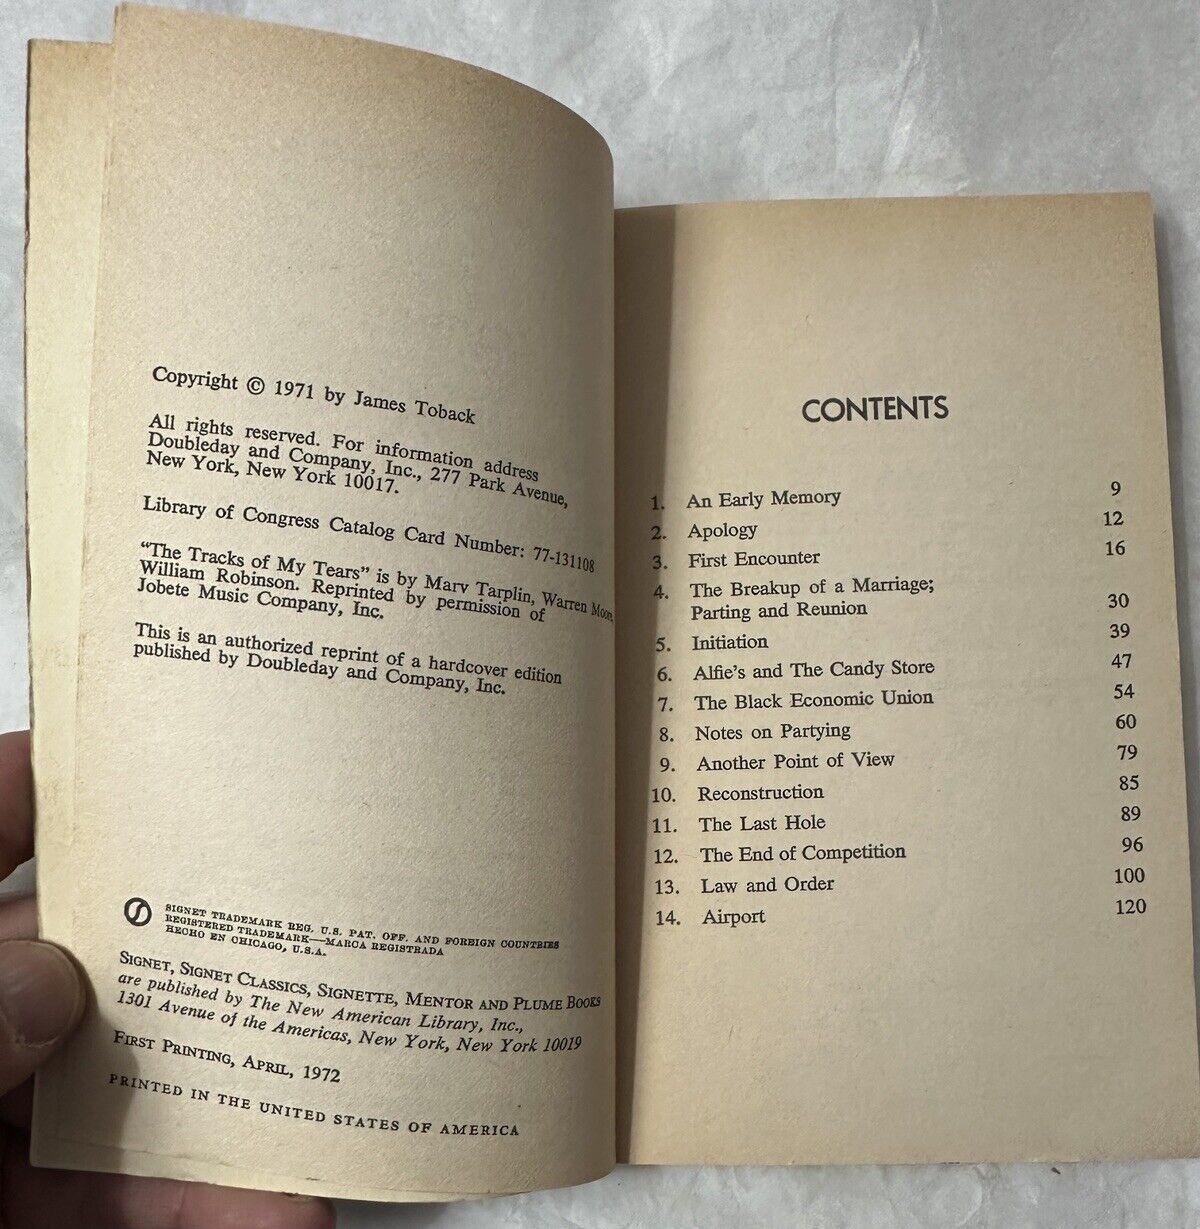 Copyright © 1971 by James Toback
All rights reserved. For information address
Doubleday and Company, Inc., 277 Park Avenue,
New York, New York 10017.
Library of Congress Catalog Card Number: 77-131108
“The Tracks of My Tears” is by Marv Tarplin, Warren Moore,
William Robinson. Reprinted by permission of
Jobete Music Company, Inc.
This is an authorized reprint of a hardcover edition
published by Doubleday and Company, Inc.
SIGNET TRADEMARK REG. U.S. PAT. OFF. AND FOREIGN COUNTRIES
REGISTERED TRADEMARK—MARCA REGISTRADA
HECHO EN CHICAGO, U.S.A.
SIGNET, SIGNET CLASSICS, SIGNETTE, MENTOR AND PLUME BOOKS
are published by The New American Library, Inc.,
1301 Avenue of the Americas, New York, New York 10019
FIRST PRINTING, APRIL, 1972
PRINTED IN THE UNITED STATES OF AMERICA
CONTENTS
1. An Early Memory 9
2. Apology 12
3. First Encounter 16
4. The Breakup of a Marriage;
Parting and Reunion 30
5. Initiation 39
6. Alfie's and The Candy Store 47
7. The Black Economic Union 54
8. Notes on Partying 60
9. Another Point of View 79
10. Reconstruction 85
11. The Last Hole 89
12. The End of Competition 96
13. Law and Order 100
14. Airport 120